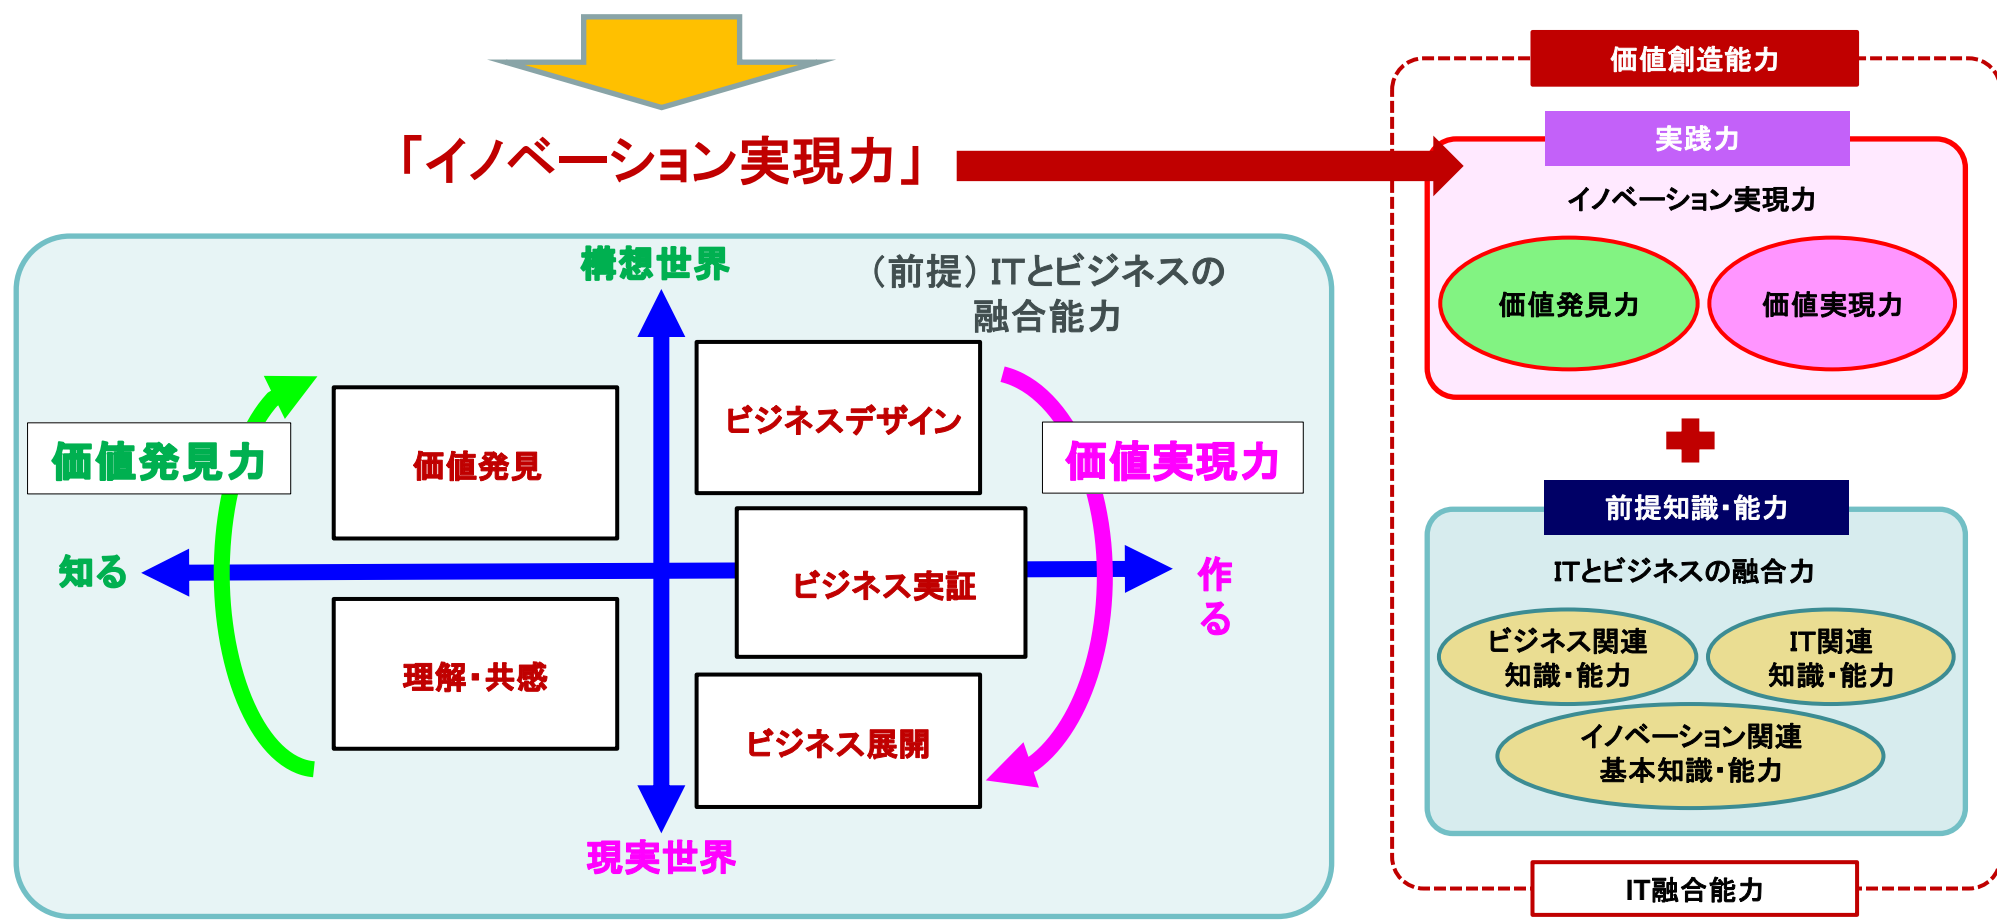 「イノベーション実現力」
構想世界
(前提)ITとビジネスの
融合能力
ビジネスデザイン
価値発見
価値発見力
価値実現力
知る
ビジネス実証
作
る
理解・共感
ビジネス展開
現実世界
価値創造能力
実践力
イノベーション実現力
価値発見力
価値実現力
前提知識・能力
ITとビジネスの融合力
ビジネス関連
知識・能力
IT関連
知識・能力
イノベーション関連
基本知識・能力
IT融合能力